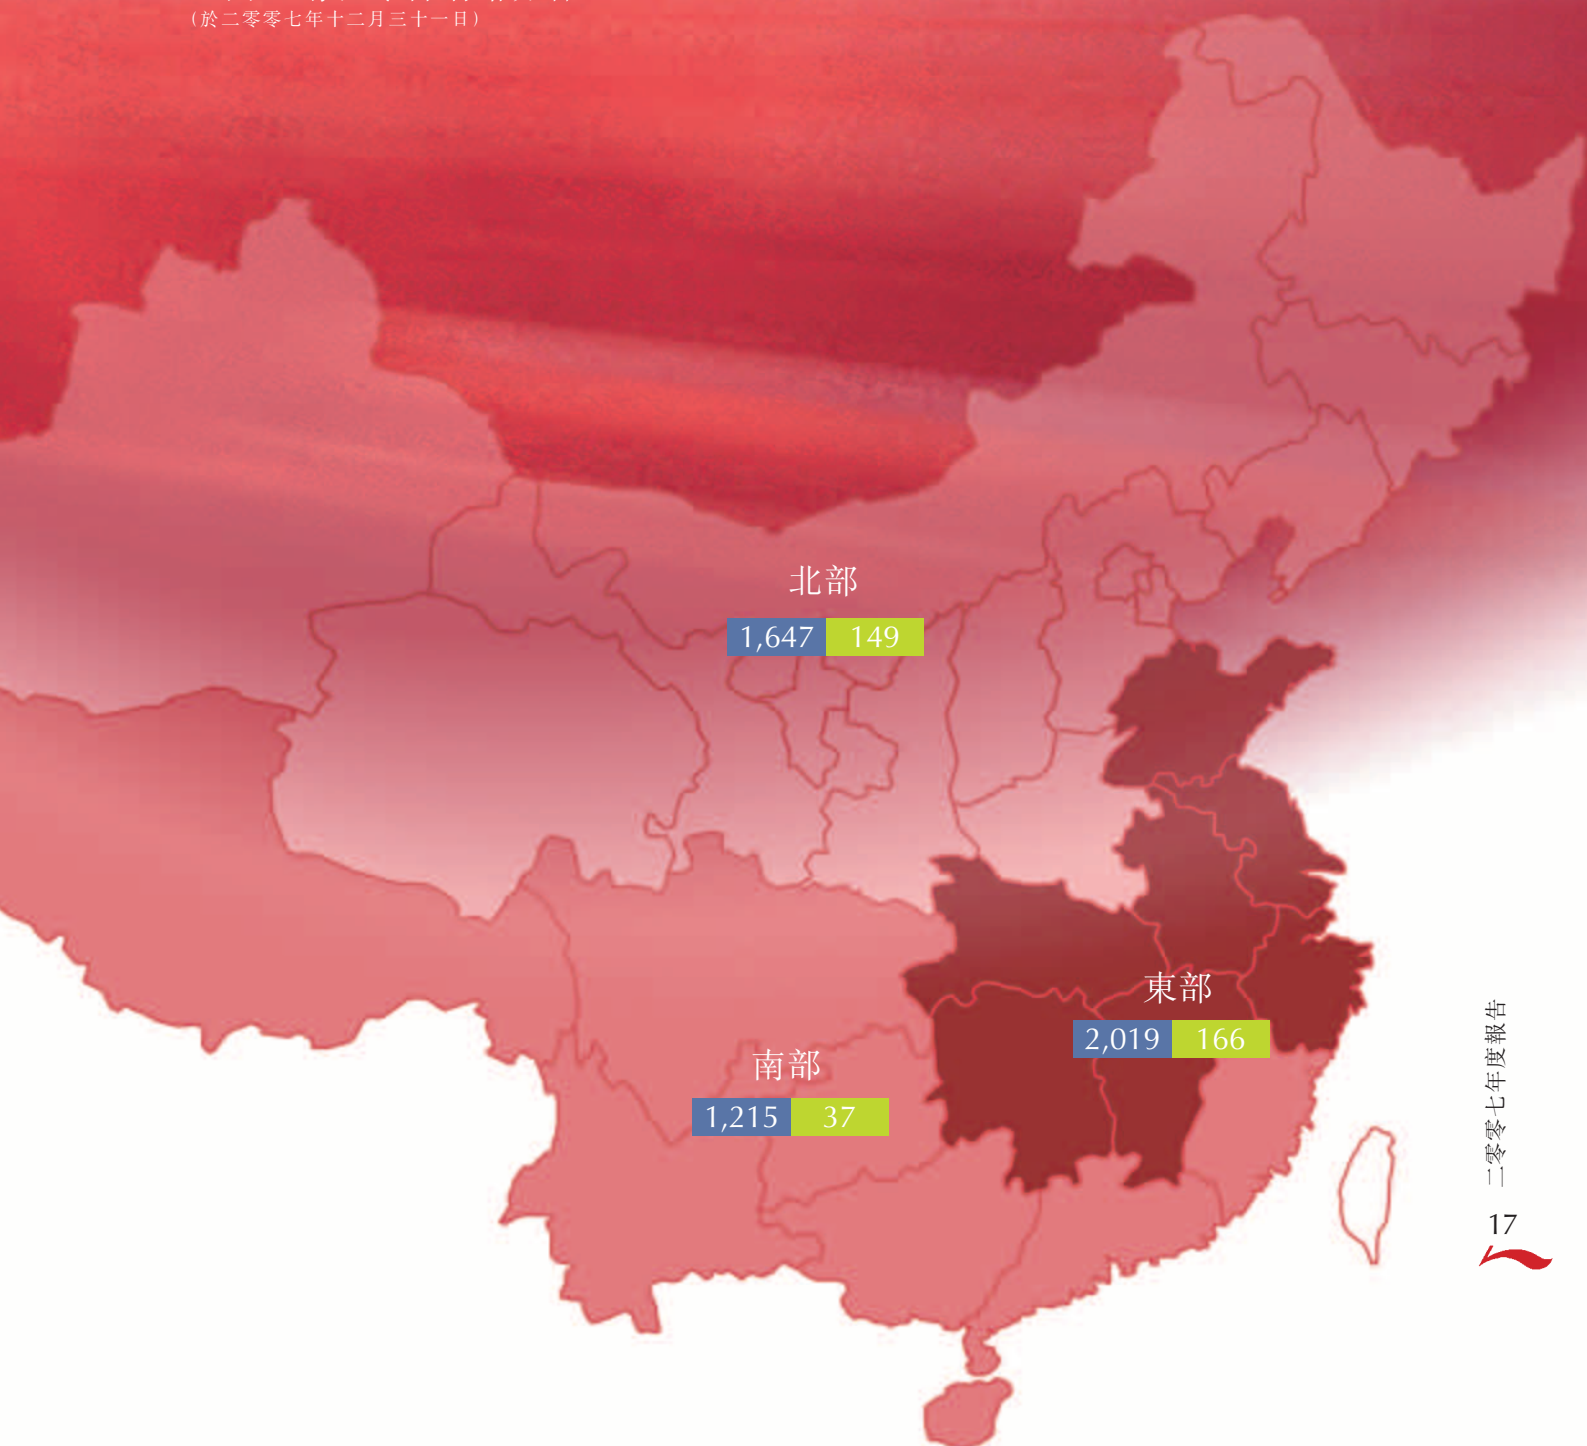 (於二零零七年十二月三十一日)
北部
1,647 149
東部
2,019 166
南部
1,215 37
二零零七年度報告
17